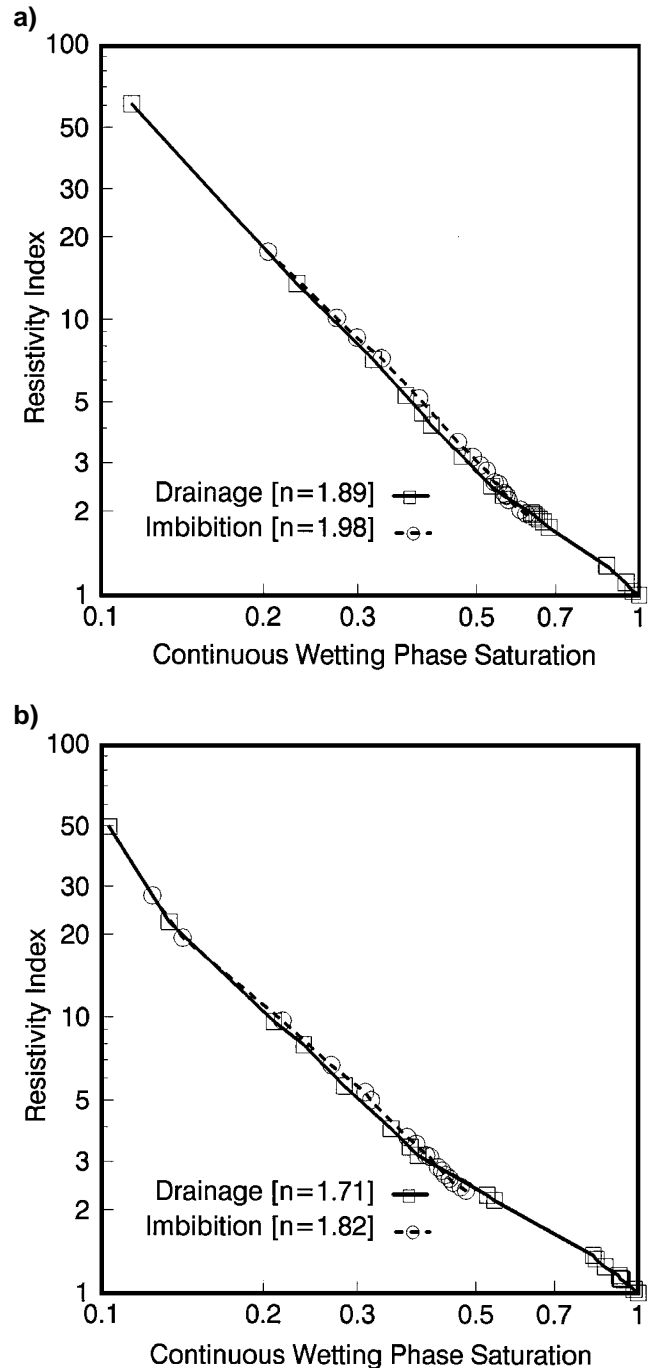 a)
100
50
30
20
10
5
3
2
1
Resistivity Index
Drainage [n=1.89]
Imbibition [n=1.98]
0.1 0.2 0.3 0.5 0.7 1
Continuous Wetting Phase Saturation
b)
100
50
30
20
10
5
3
2
1
Resistivity Index
Drainage [n=1.71]
Imbibition [n=1.82]
0.1 0.2 0.3 0.5 0.7 1
Continuous Wetting Phase Saturation